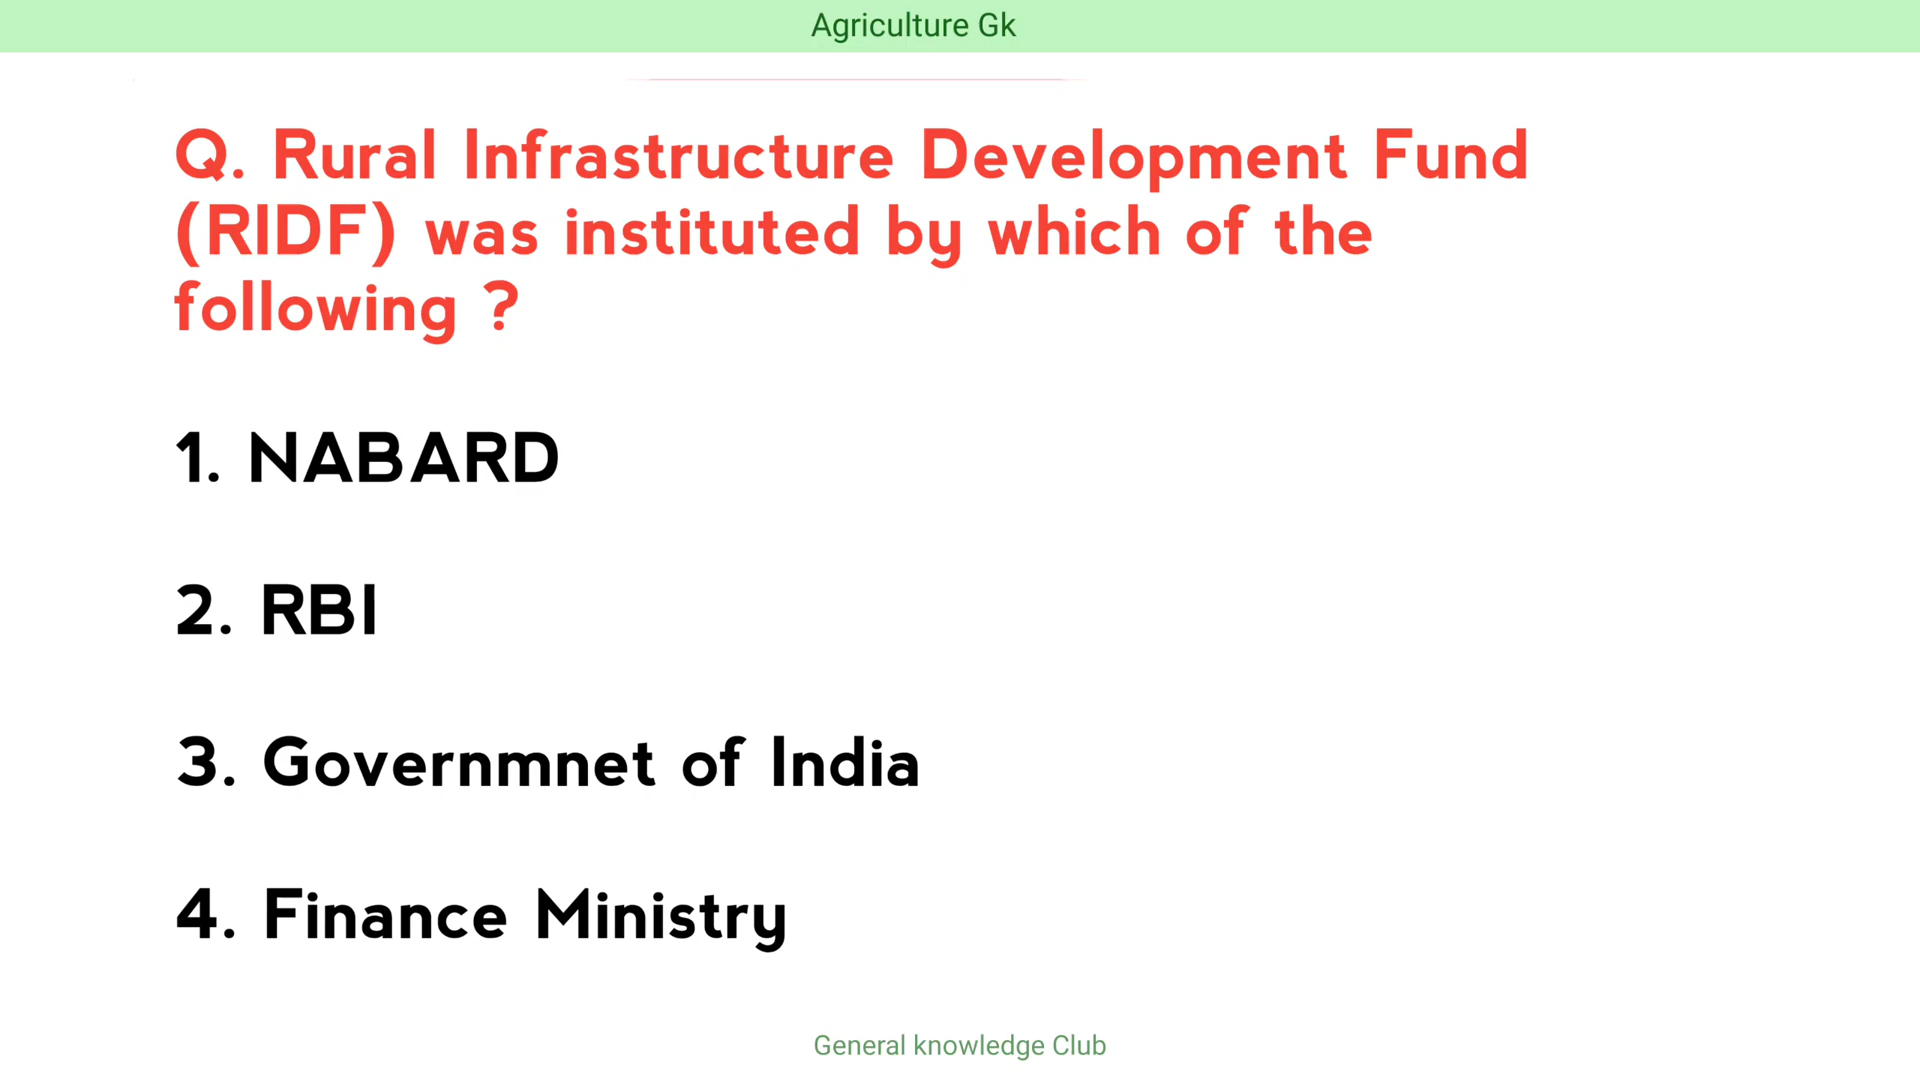 Agriculture Gk
Q. Rural Infrastructure Development Fund
(RIDF) was instituted by which of the
following ?
1. NABARD
2. RBI
3. Governmnet of India
4. Finance Ministry
General knowledge Club